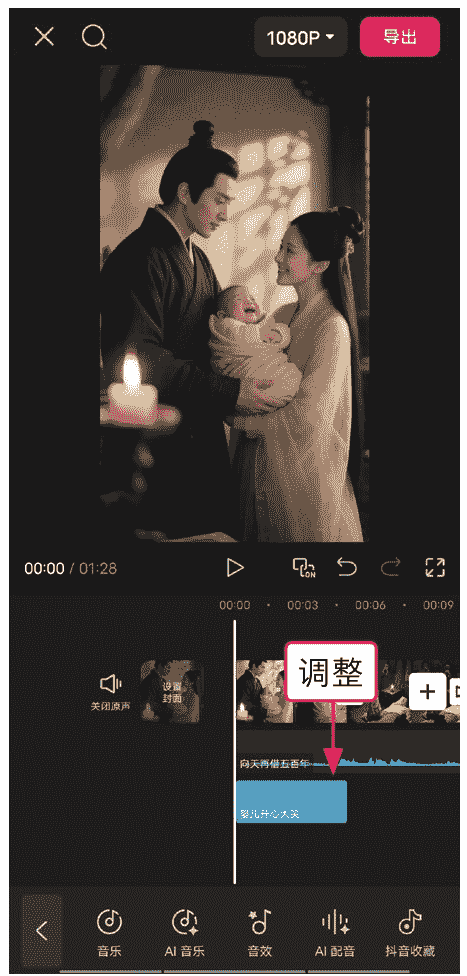 1080P
导出
00:00 / 01:28
ON
00:00
00:03
00:06
00:09
调整
关闭原声
设置
封面
向天再借五百年
婴儿开心大笑
音乐
AI 音乐
音效
AI 配音
抖音收藏